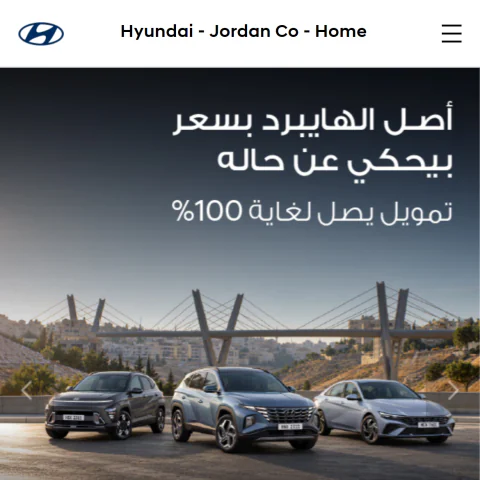 Hyundai - Jordan Co - Home
أصل الهايبرد بسعر
بيحكي عن حاله
تمويل يصل لغاية 100%